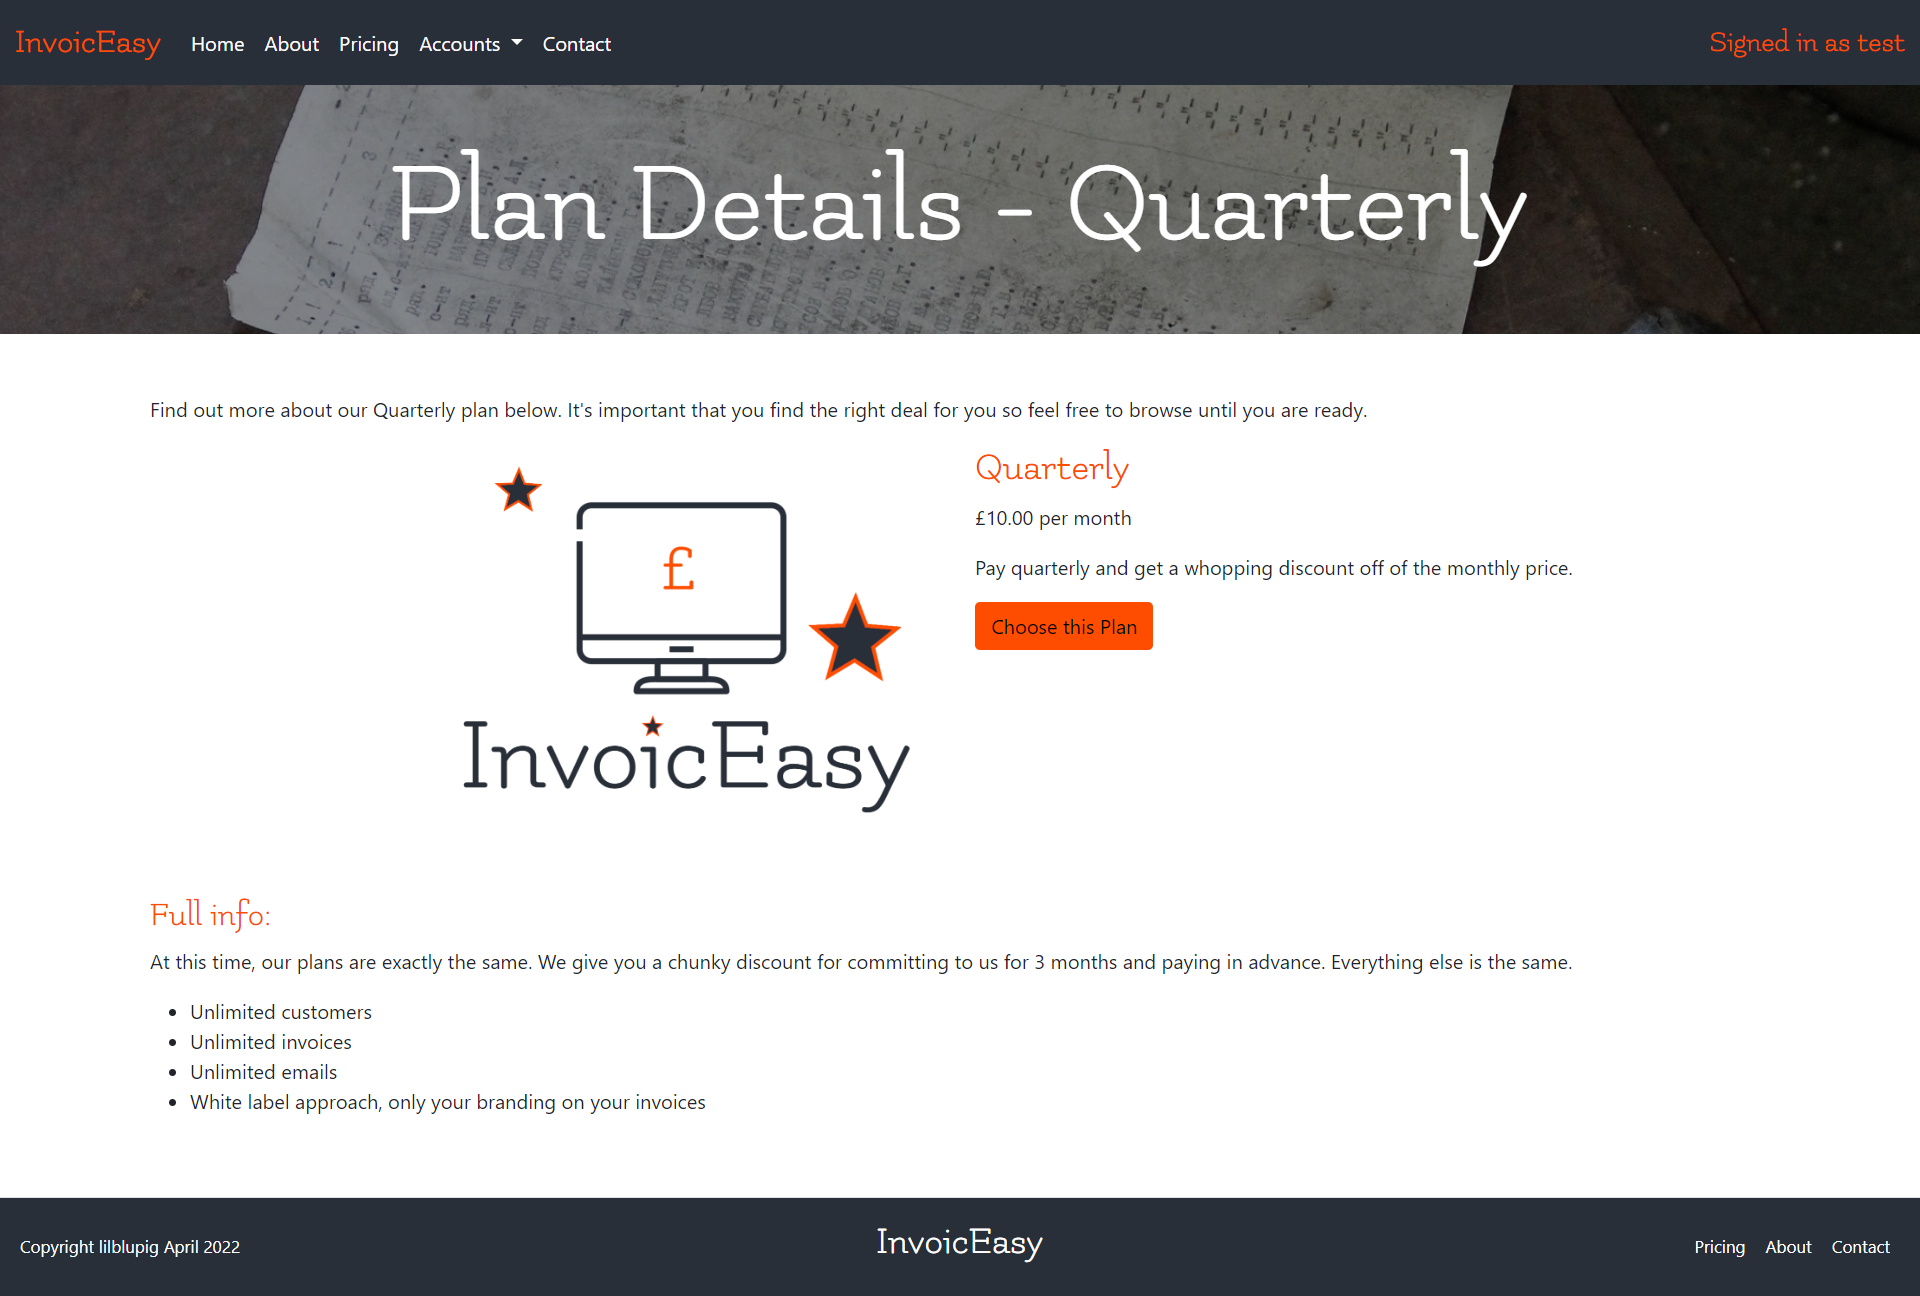 InvoicEasy Home About Pricing Accounts Contact Signed in as test
Plan Details - Quarterly
Find out more about our Quarterly plan below. It's important that you find the right deal for you so feel free to browse until you are ready.
£
InvoicEasy
Quarterly
£10.00 per month
Pay quarterly and get a whopping discount off of the monthly price.
Choose this Plan
Full info:
At this time, our plans are exactly the same. We give you a chunky discount for committing to us for 3 months and paying in advance. Everything else is the same.
Unlimited customers
Unlimited invoices
Unlimited emails
White label approach, only your branding on your invoices
Copyright lilblupig April 2022 InvoicEasy Pricing About Contact